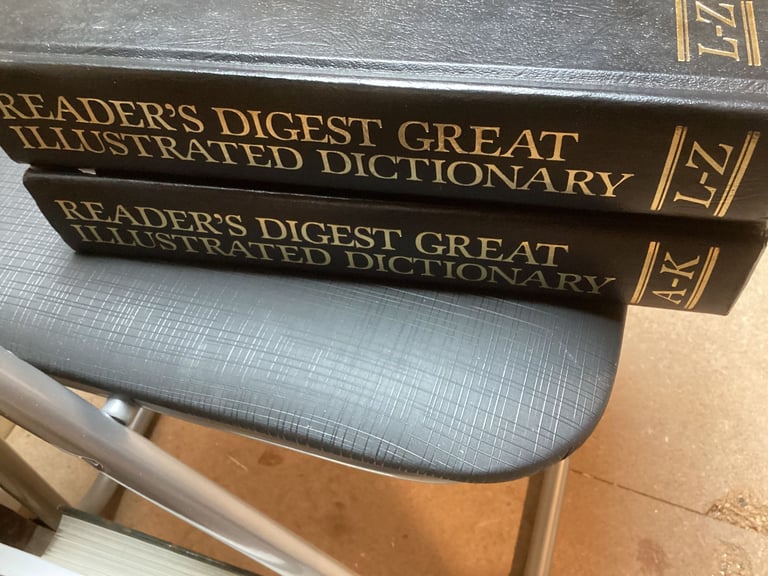 L-Z
READER'S DIGEST GREAT
ILLUSTRATED DICTIONARY
L-Z
READER'S DIGEST GREAT
ILLUSTRATED DICTIONARY
A-K